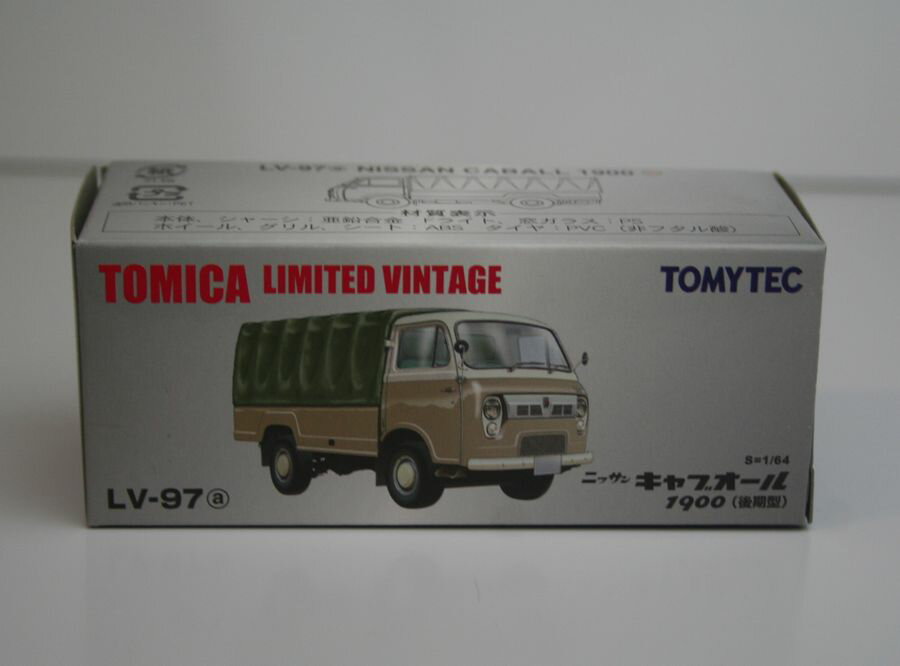 LV-97ⓐ NISSAN CABALL 1900
材質表示
本体、シャーシ:亜鉛合金 ドライト、窓ガラス:PS
ホイール、グリル、シート:ABS タイヤ:PVC(非フタル酸)
TOMICA LIMITED VINTAGE
TOMYTEC
S=1/64
ニッサン キャブオール
1900(後期型)
LV-97ⓐ